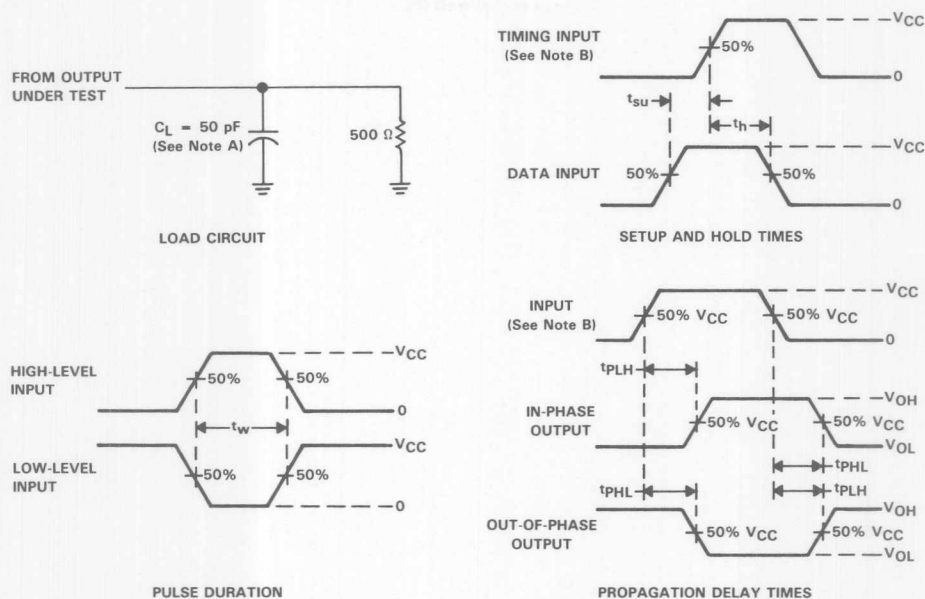 FROM OUTPUT
UNDER TEST
CL = 50 pF
(See Note A)
500 Ω
LOAD CIRCUIT
TIMING INPUT
(See Note B)
50%
VCC
0
tsu
th
DATA INPUT
50%
50%
VCC
0
SETUP AND HOLD TIMES
HIGH-LEVEL
INPUT
50%
50%
VCC
0
tw
LOW-LEVEL
INPUT
50%
50%
VCC
0
PULSE DURATION
INPUT
(See Note B)
50% VCC
50% VCC
VCC
0
tPLH
IN-PHASE
OUTPUT
50% VCC
50% VCC
VOH
VOL
tPHL
tPHL
tPLH
OUT-OF-PHASE
OUTPUT
50% VCC
50% VCC
VOH
VOL
PROPAGATION DELAY TIMES